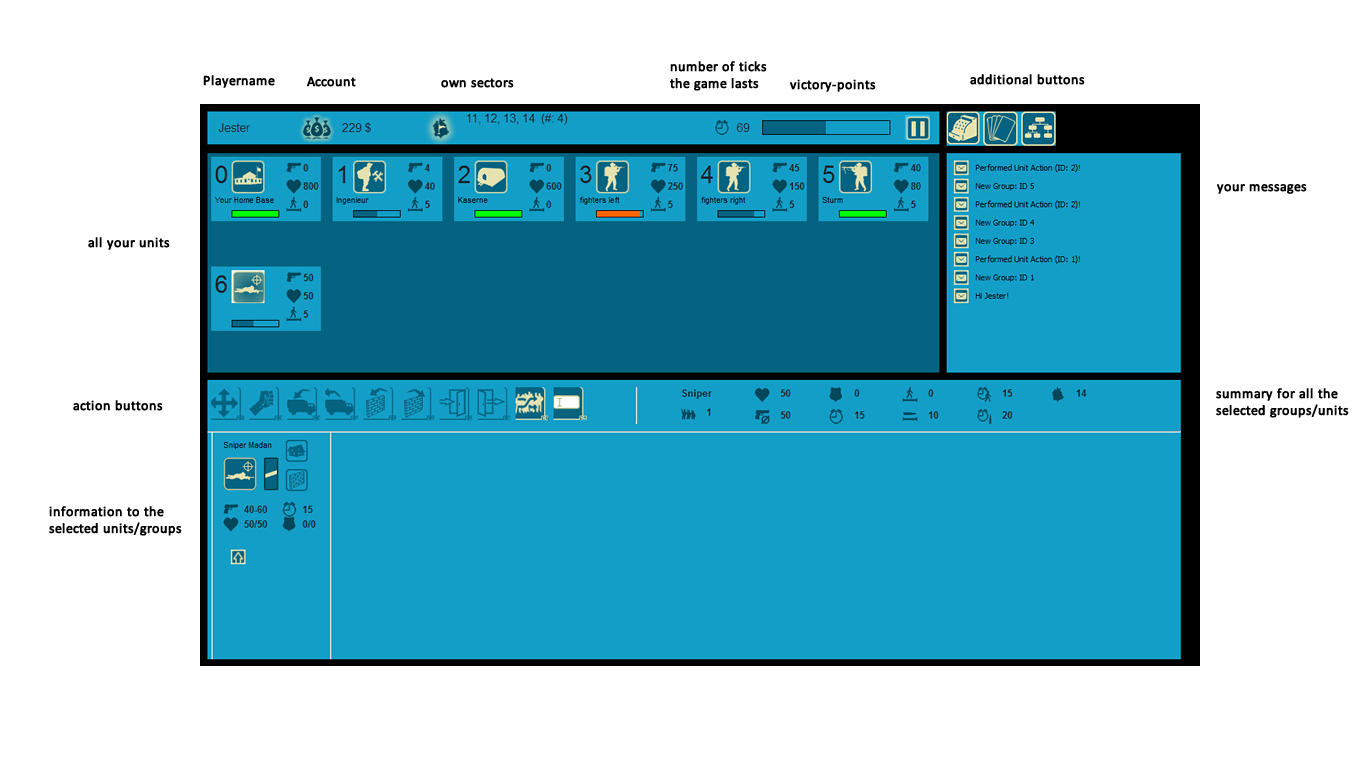 number of ticks
the game lasts
Playername
Account
own sectors
victory-points
additional buttons
Jester
229 $
11, 12, 13, 14 (#: 4)
69
0
Your Home Base
0
800
0
1
Ingenieur
4
40
5
2
Kaserne
0
600
0
3
fighters left
75
250
5
4
fighters right
45
150
5
5
Sturm
40
80
5
6
50
50
5
all your units
Performed Unit Action (ID: 2)!
New Group: ID 5
Performed Unit Action (ID: 2)!
New Group: ID 4
New Group: ID 3
Performed Unit Action (ID: 1)!
New Group: ID 1
Hi Jester!
your messages
action buttons
Sniper
50
0
0
15
14
1
50
15
10
20
summary for all the
selected groups/units
Sniper Madan
40-60
15
50/50
0/0
information to the
selected units/groups